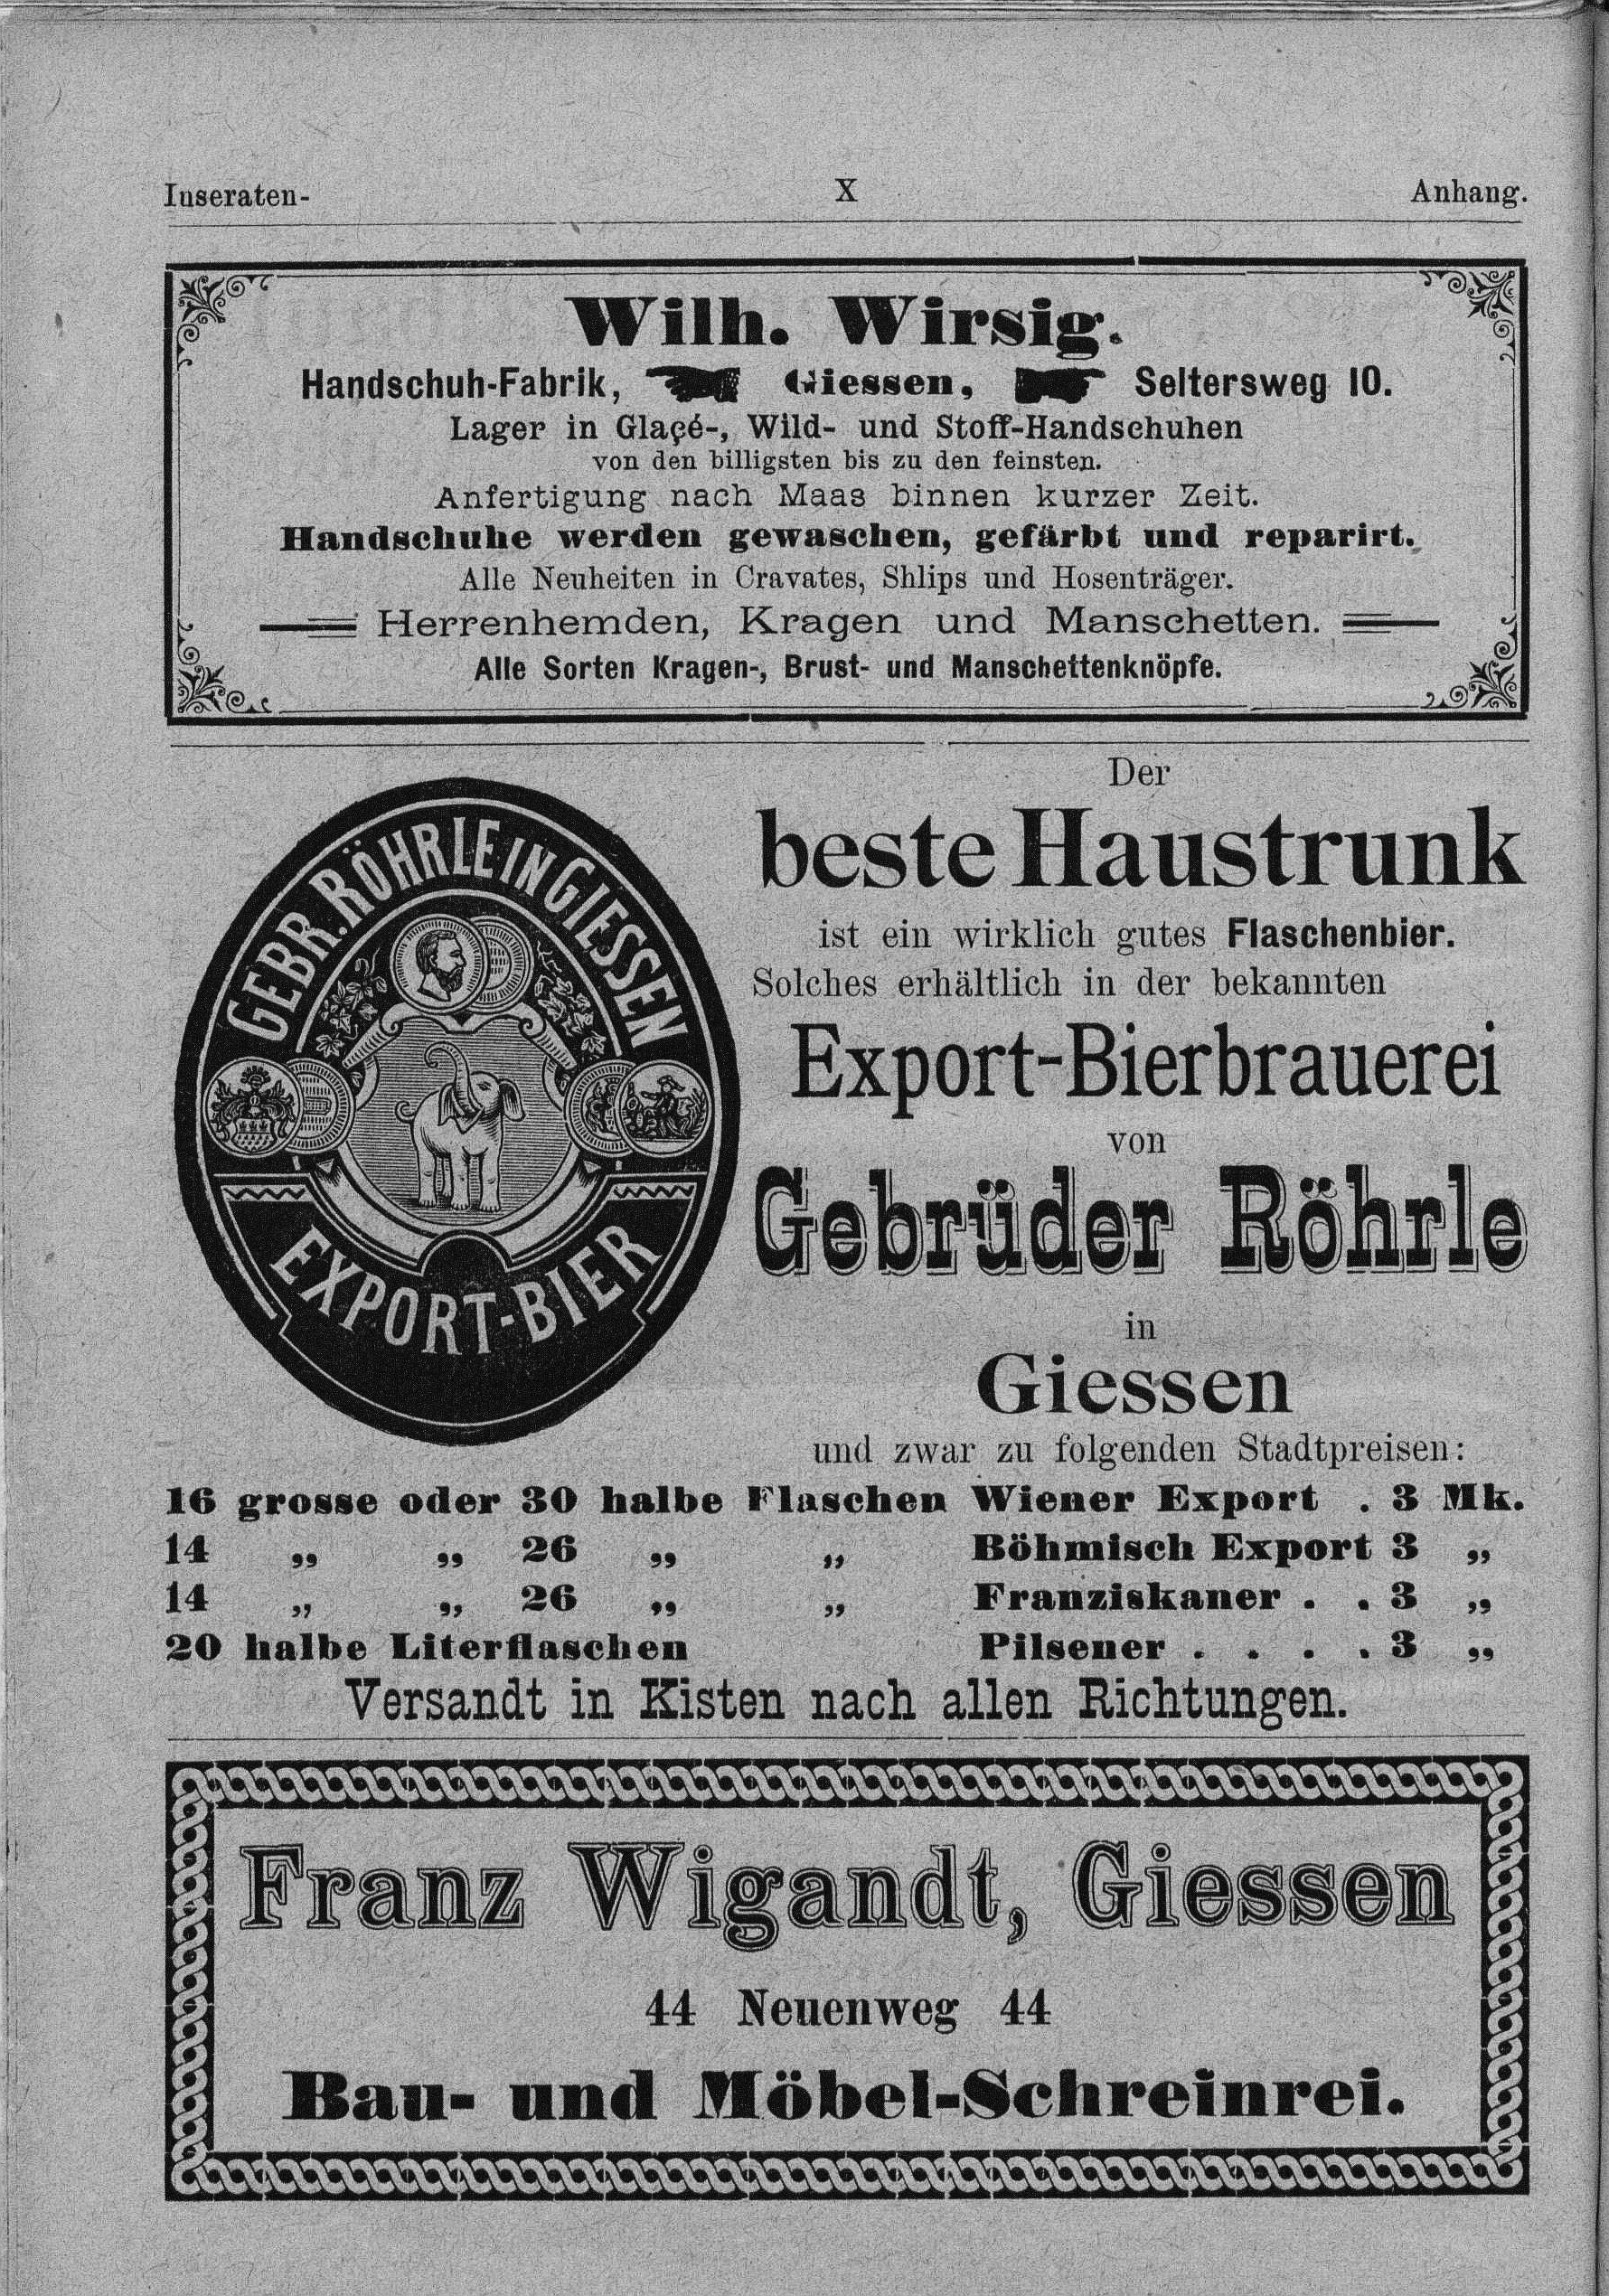 Inseraten- X Anhang.
Wilh. Wirsig.
Handschuh-Fabrik, Giessen, Seltersweg 10.
Lager in Glaçé-, Wild- und Stoff-Handschuhen
von den billigsten bis zu den feinsten.
Anfertigung nach Maas binnen kurzer Zeit.
Handschuhe werden gewaschen, gefärbt und reparirt.
Alle Neuheiten in Cravates, Shlips und Hosenträger.
Herrenhemden, Kragen und Manschetten.
Alle Sorten Kragen-, Brust- und Manschettenknöpfe.
GEBR. RÖHRLE IN GIESSEN
EXPORT-BIER
Der
beste Haustrunk
ist ein wirklich gutes Flaschenbier.
Solches erhältlich in der bekannten
Export-Bierbrauerei
von
Gebrüder Röhrle
in
Giessen
und zwar zu folgenden Stadtpreisen:
16 grosse oder 30 halbe Flaschen Wiener Export . 3 Mk.
14 „ „ 26 „ „ Böhmisch Export 3 „
14 „ „ 26 „ „ Franziskaner . . 3 „
20 halbe Literflaschen Pilsener . . . . 3 „
Versandt in Kisten nach allen Richtungen.
Franz Wigandt, Giessen
44 Neuenweg 44
Bau- und Möbel-Schreinrei.